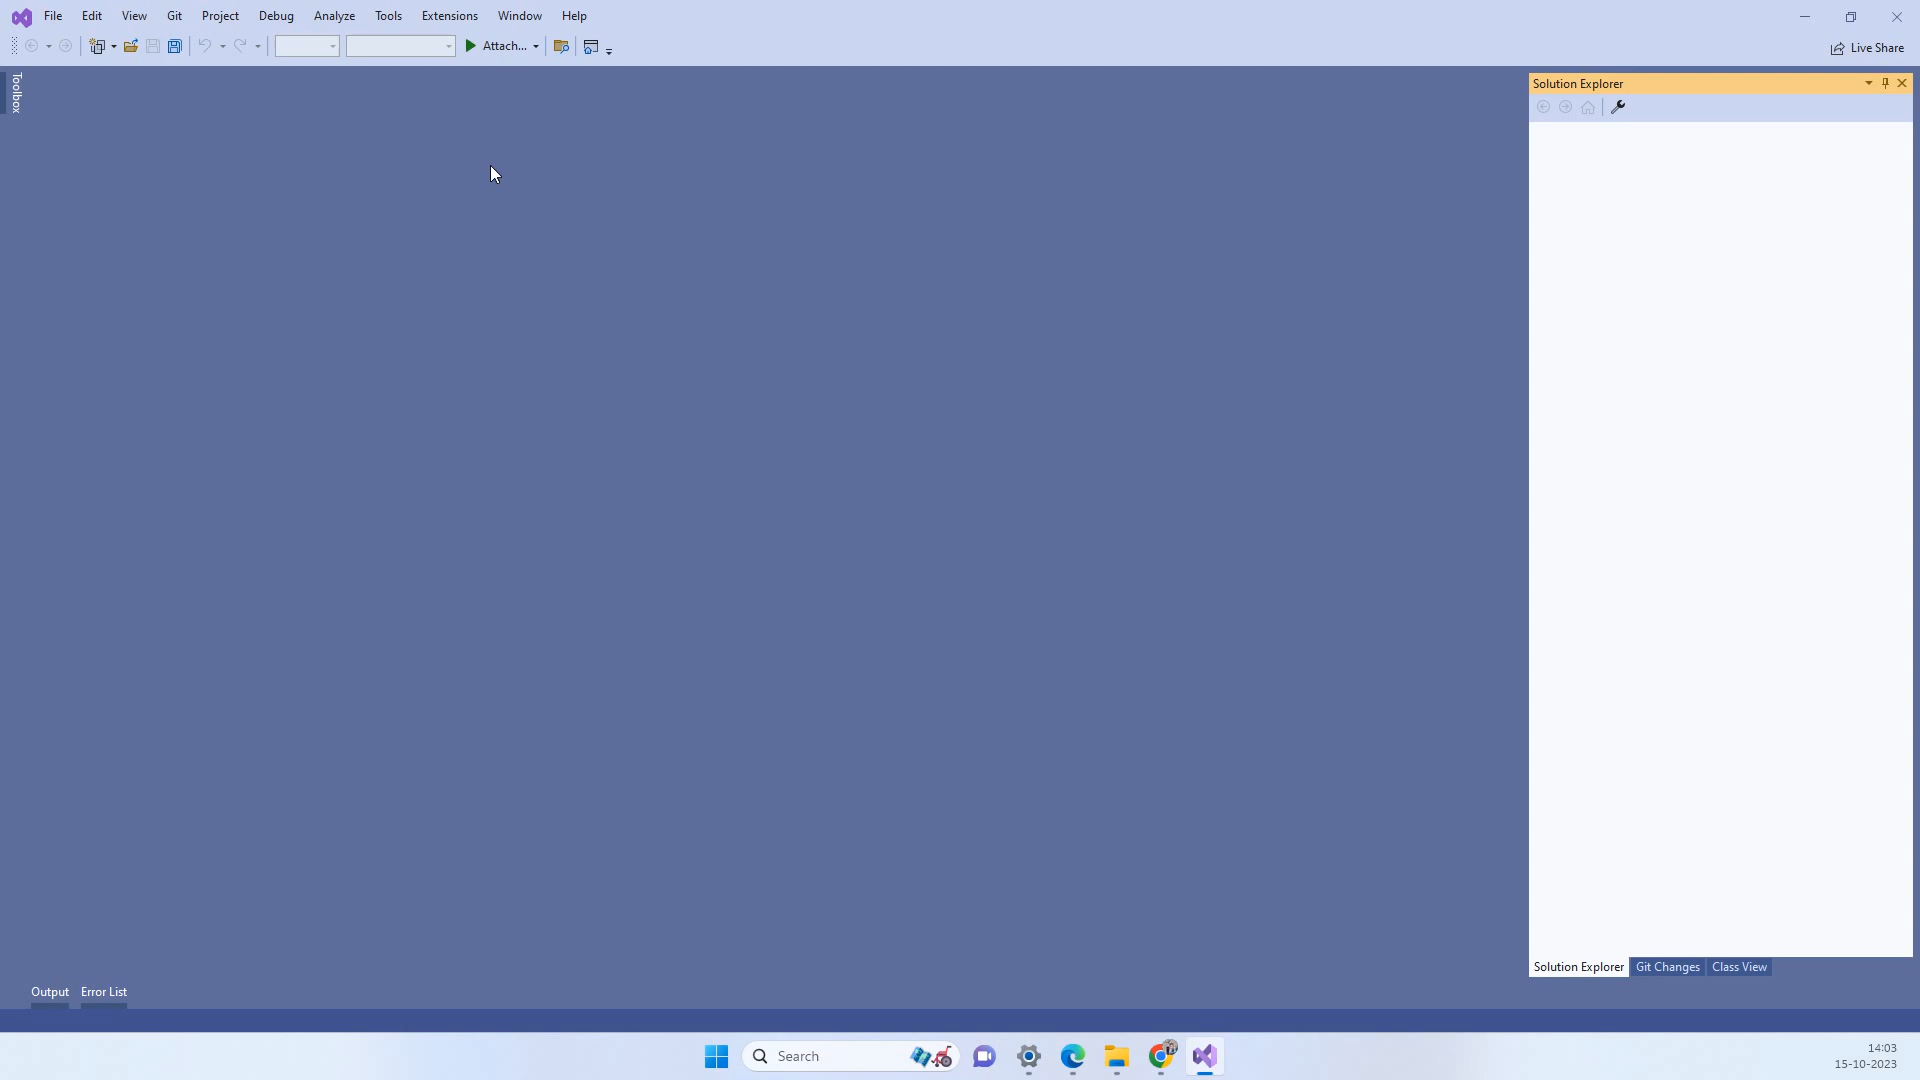 File Edit View Git Project Debug Analyze Tools Extensions Window Help
Attach...
Live Share
Toolbox
Solution Explorer
Solution Explorer Git Changes Class View
Output Error List
Search
14:03
15-10-2023